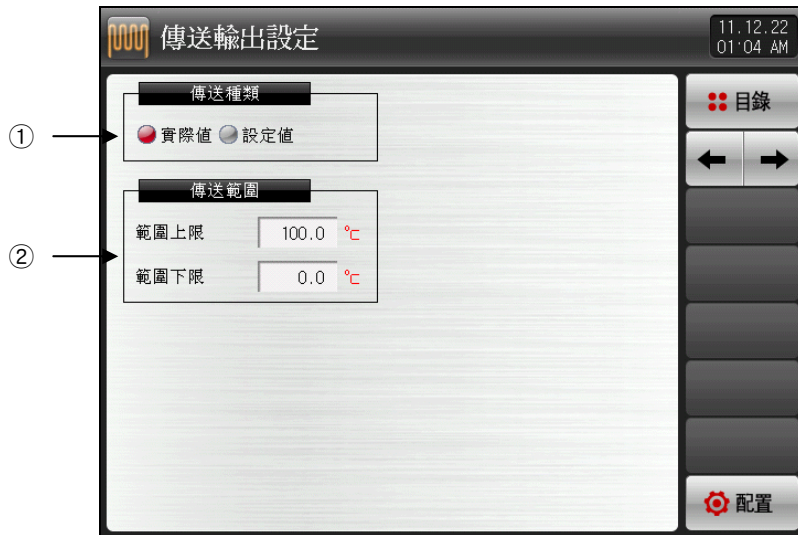 傳送輸出設定
11.12.22
01:04 AM
傳送種類
① 實際值 設定值
目錄
傳送範圍
範圍上限 100.0 ℃
② 範圍下限 0.0 ℃
配置